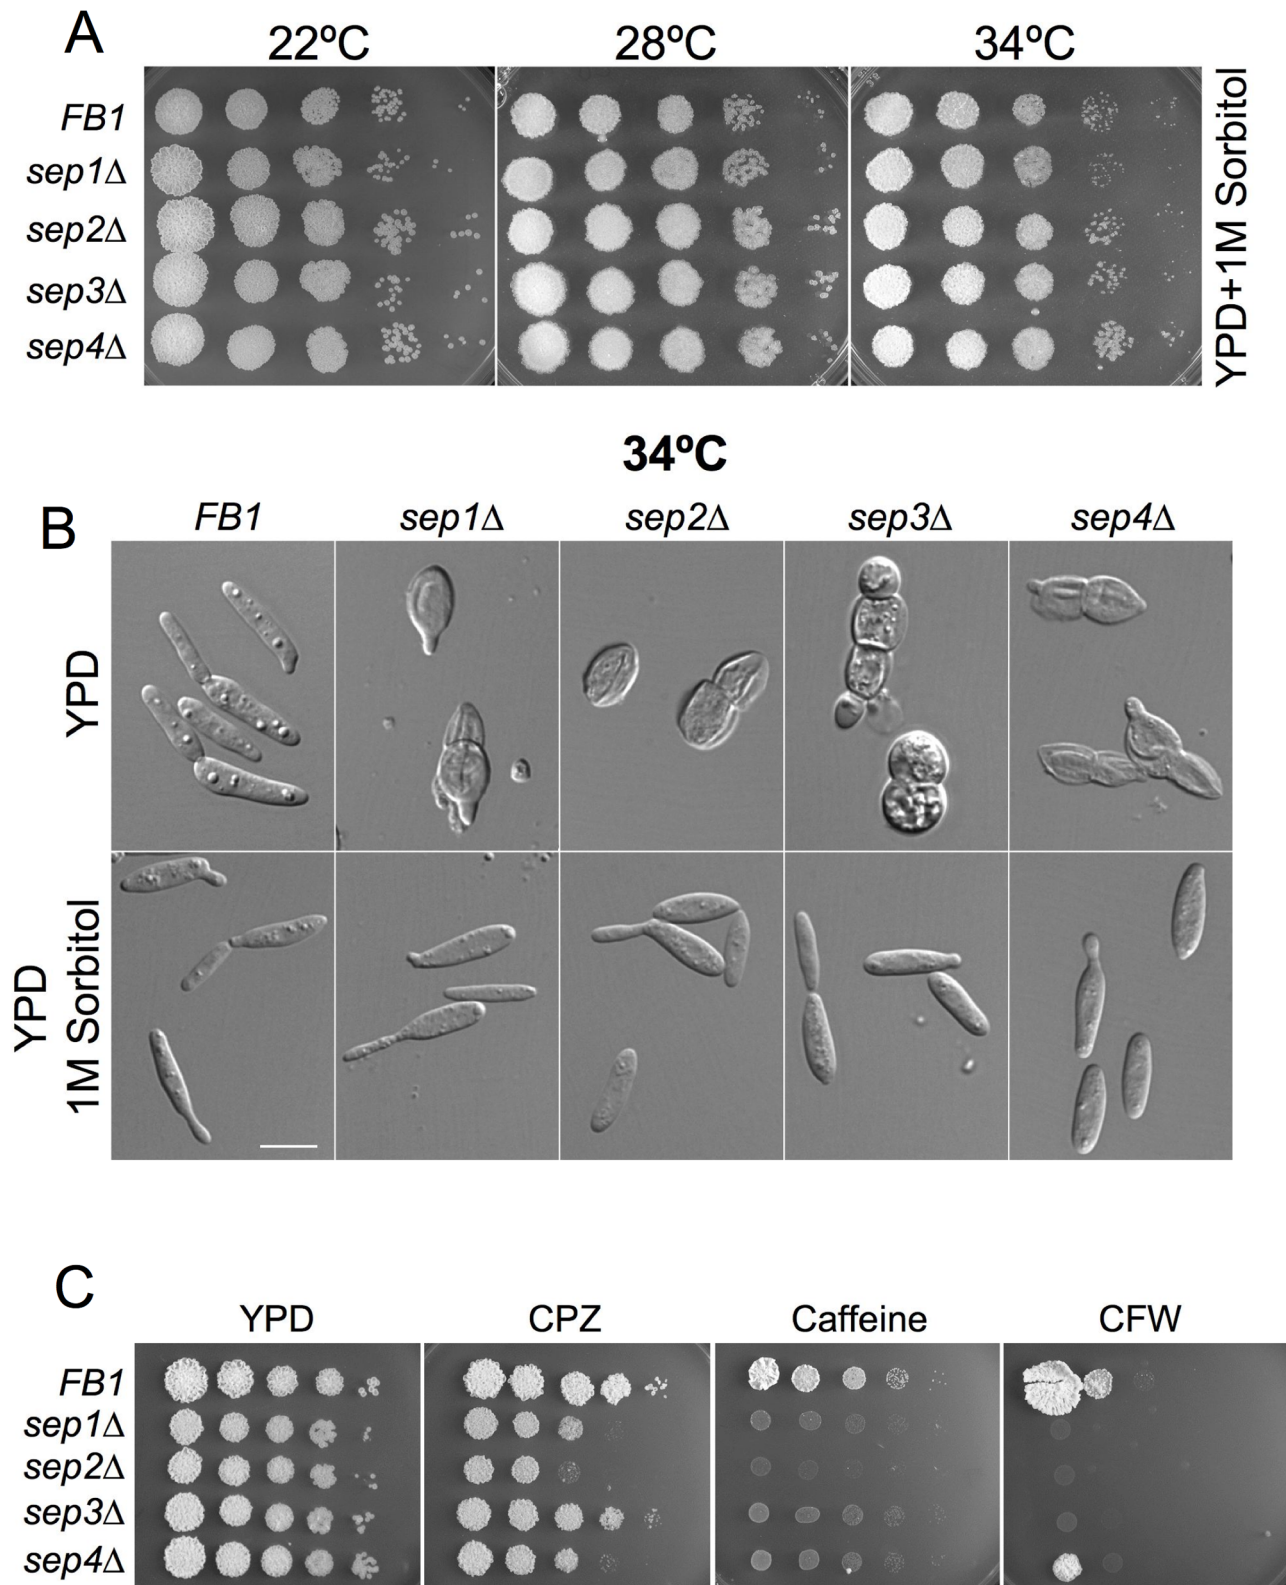 A
22ºC 28ºC 34ºC
FB1
sep1Δ
sep2Δ
sep3Δ
sep4Δ
YPD+1M Sorbitol
34ºC
B
FB1 sep1Δ sep2Δ sep3Δ sep4Δ
YPD
YPD
1M Sorbitol
C
YPD CPZ Caffeine CFW
FB1
sep1Δ
sep2Δ
sep3Δ
sep4Δ